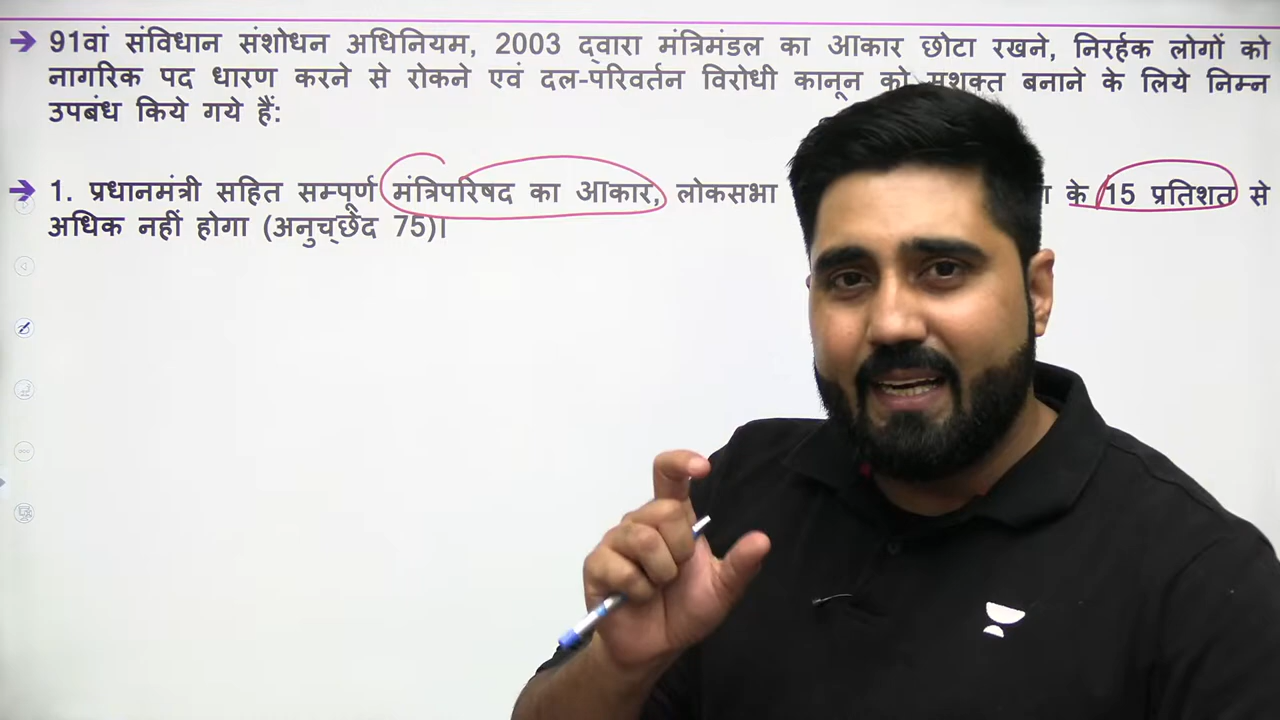 91वां संविधान संशोधन अधिनियम, 2003 द्वारा मंत्रिमंडल का आकार छोटा रखने, निरर्हक लोगों को
नागरिक पद धारण करने से रोकने एवं दल-परिवर्तन विरोधी कानून को सशक्त बनाने के लिये निम्न
उपबंध किये गये हैं:
1. प्रधानमंत्री सहित सम्पूर्ण मंत्रिपरिषद का आकार, लोकसभा के 15 प्रतिशत से
अधिक नहीं होगा (अनुच्छेद 75)।